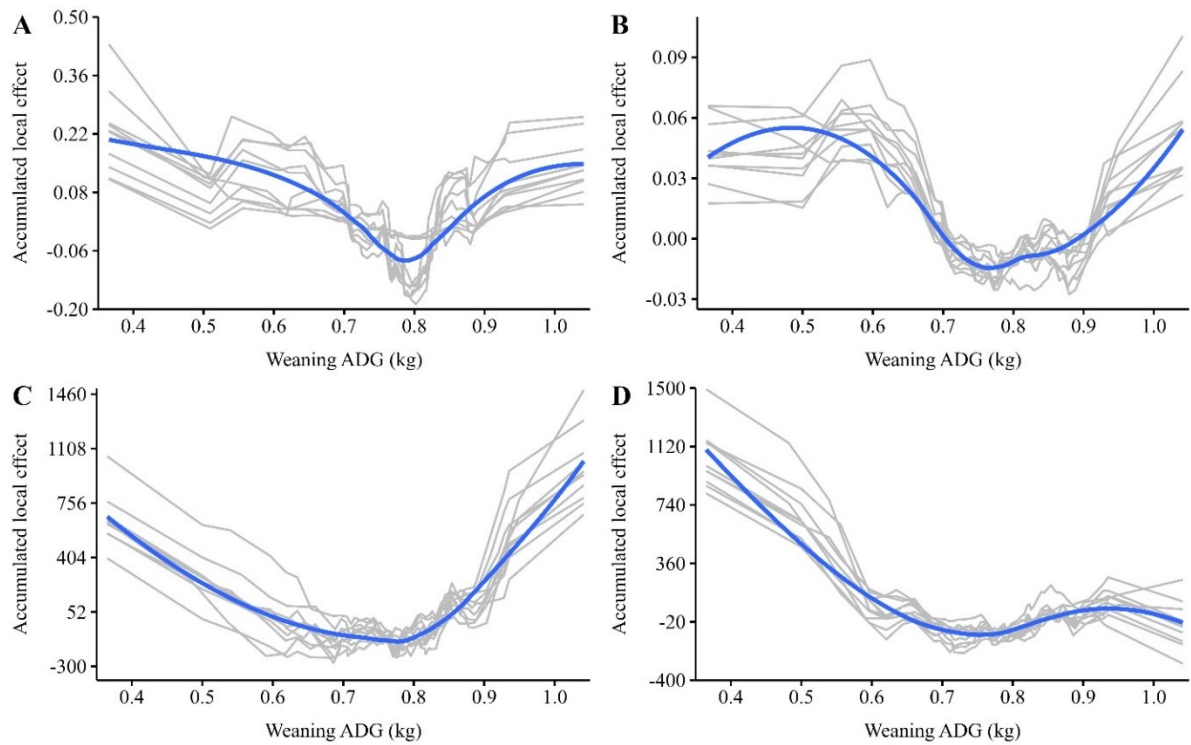 A
0.50
0.36
0.22
0.08
-0.06
-0.20
Accumulated local effect
0.4 0.5 0.6 0.7 0.8 0.9 1.0
Weaning ADG (kg)
B
0.09
0.06
0.03
0.00
-0.03
Accumulated local effect
0.4 0.5 0.6 0.7 0.8 0.9 1.0
Weaning ADG (kg)
C
1460
1108
756
404
52
-300
Accumulated local effect
0.4 0.5 0.6 0.7 0.8 0.9 1.0
Weaning ADG (kg)
D
1500
1120
740
360
-20
-400
Accumulated local effect
0.4 0.5 0.6 0.7 0.8 0.9 1.0
Weaning ADG (kg)